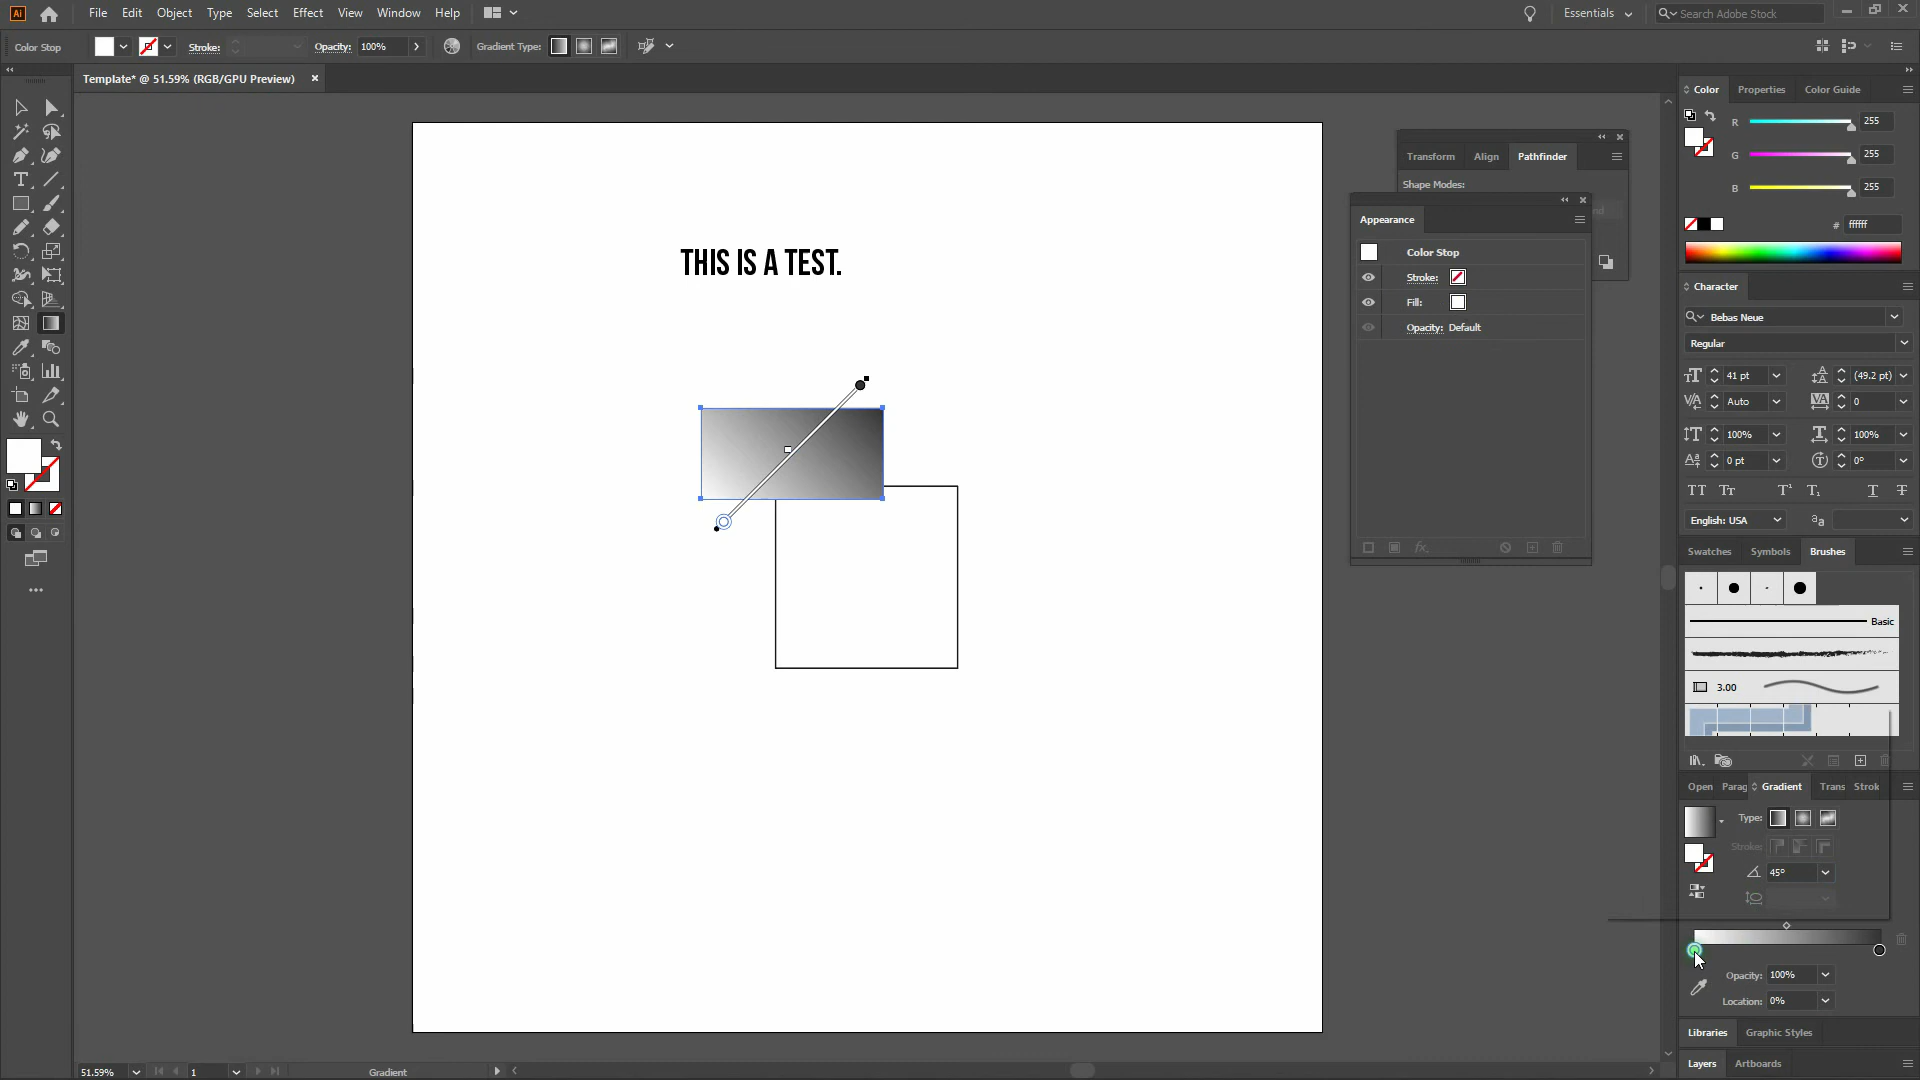 Ai File Edit Object Type Select Effect View Window Help Essentials Search Adobe Stock
Color Stop Stroke: Opacity: 100% Gradient Type:
Template* @ 51.59% (RGB/GPU Preview)
Color Properties Color Guide
R 255
G 255
B 255
# ffffff
Transform Align Pathfinder
Shape Modes:
Appearance
Color Stop
Stroke:
Fill:
Opacity: Default
THIS IS A TEST.
Character
Bebas Neue
Regular
41 pt (49.2 pt)
Auto 0
100% 100%
0 pt 0°
English: USA
Swatches Symbols Brushes
Basic
3.00
Open Parag Gradient Trans Strok
Type:
Stroke:
45°
Opacity: 100%
Location: 0%
Libraries Graphic Styles
Layers Artboards
51.59% 1 Gradient